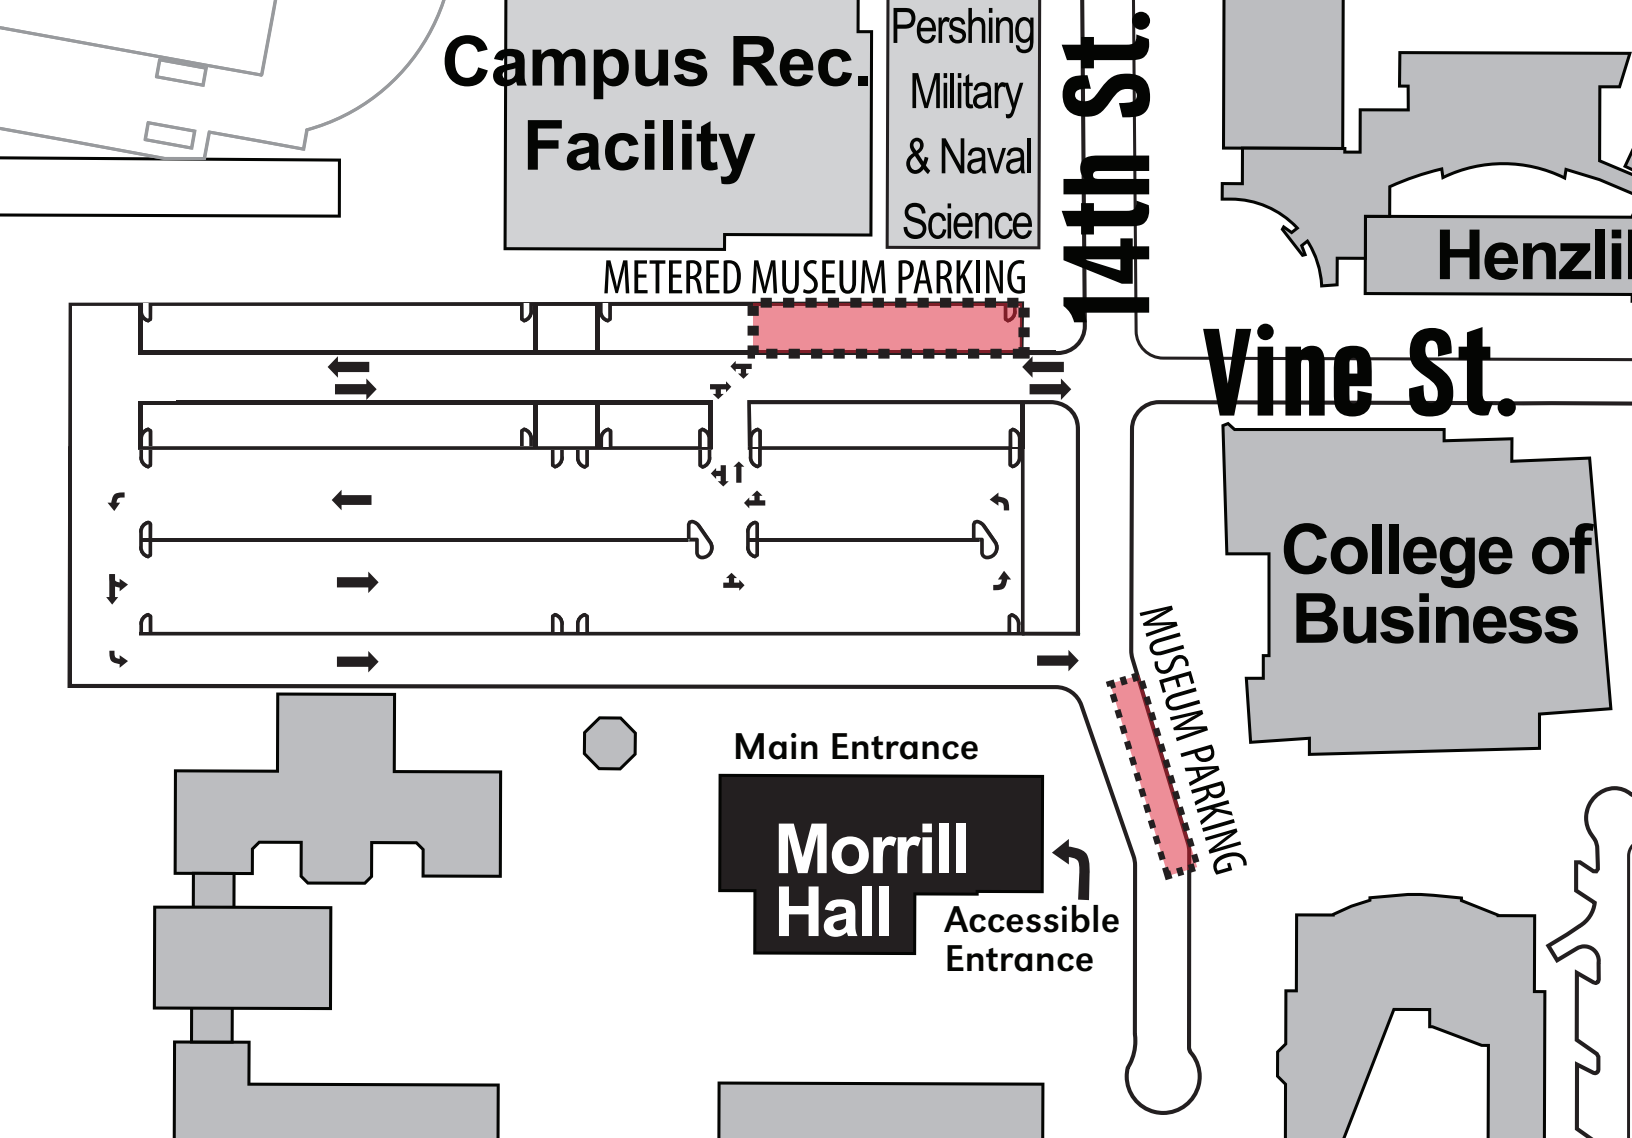 Campus Rec.
Facility
Pershing
Military
& Naval
Science
14th St.
METERED MUSEUM PARKING
Henzli
Vine St.
College of
Business
MUSEUM PARKING
Main Entrance
Morrill
Hall
Accessible
Entrance